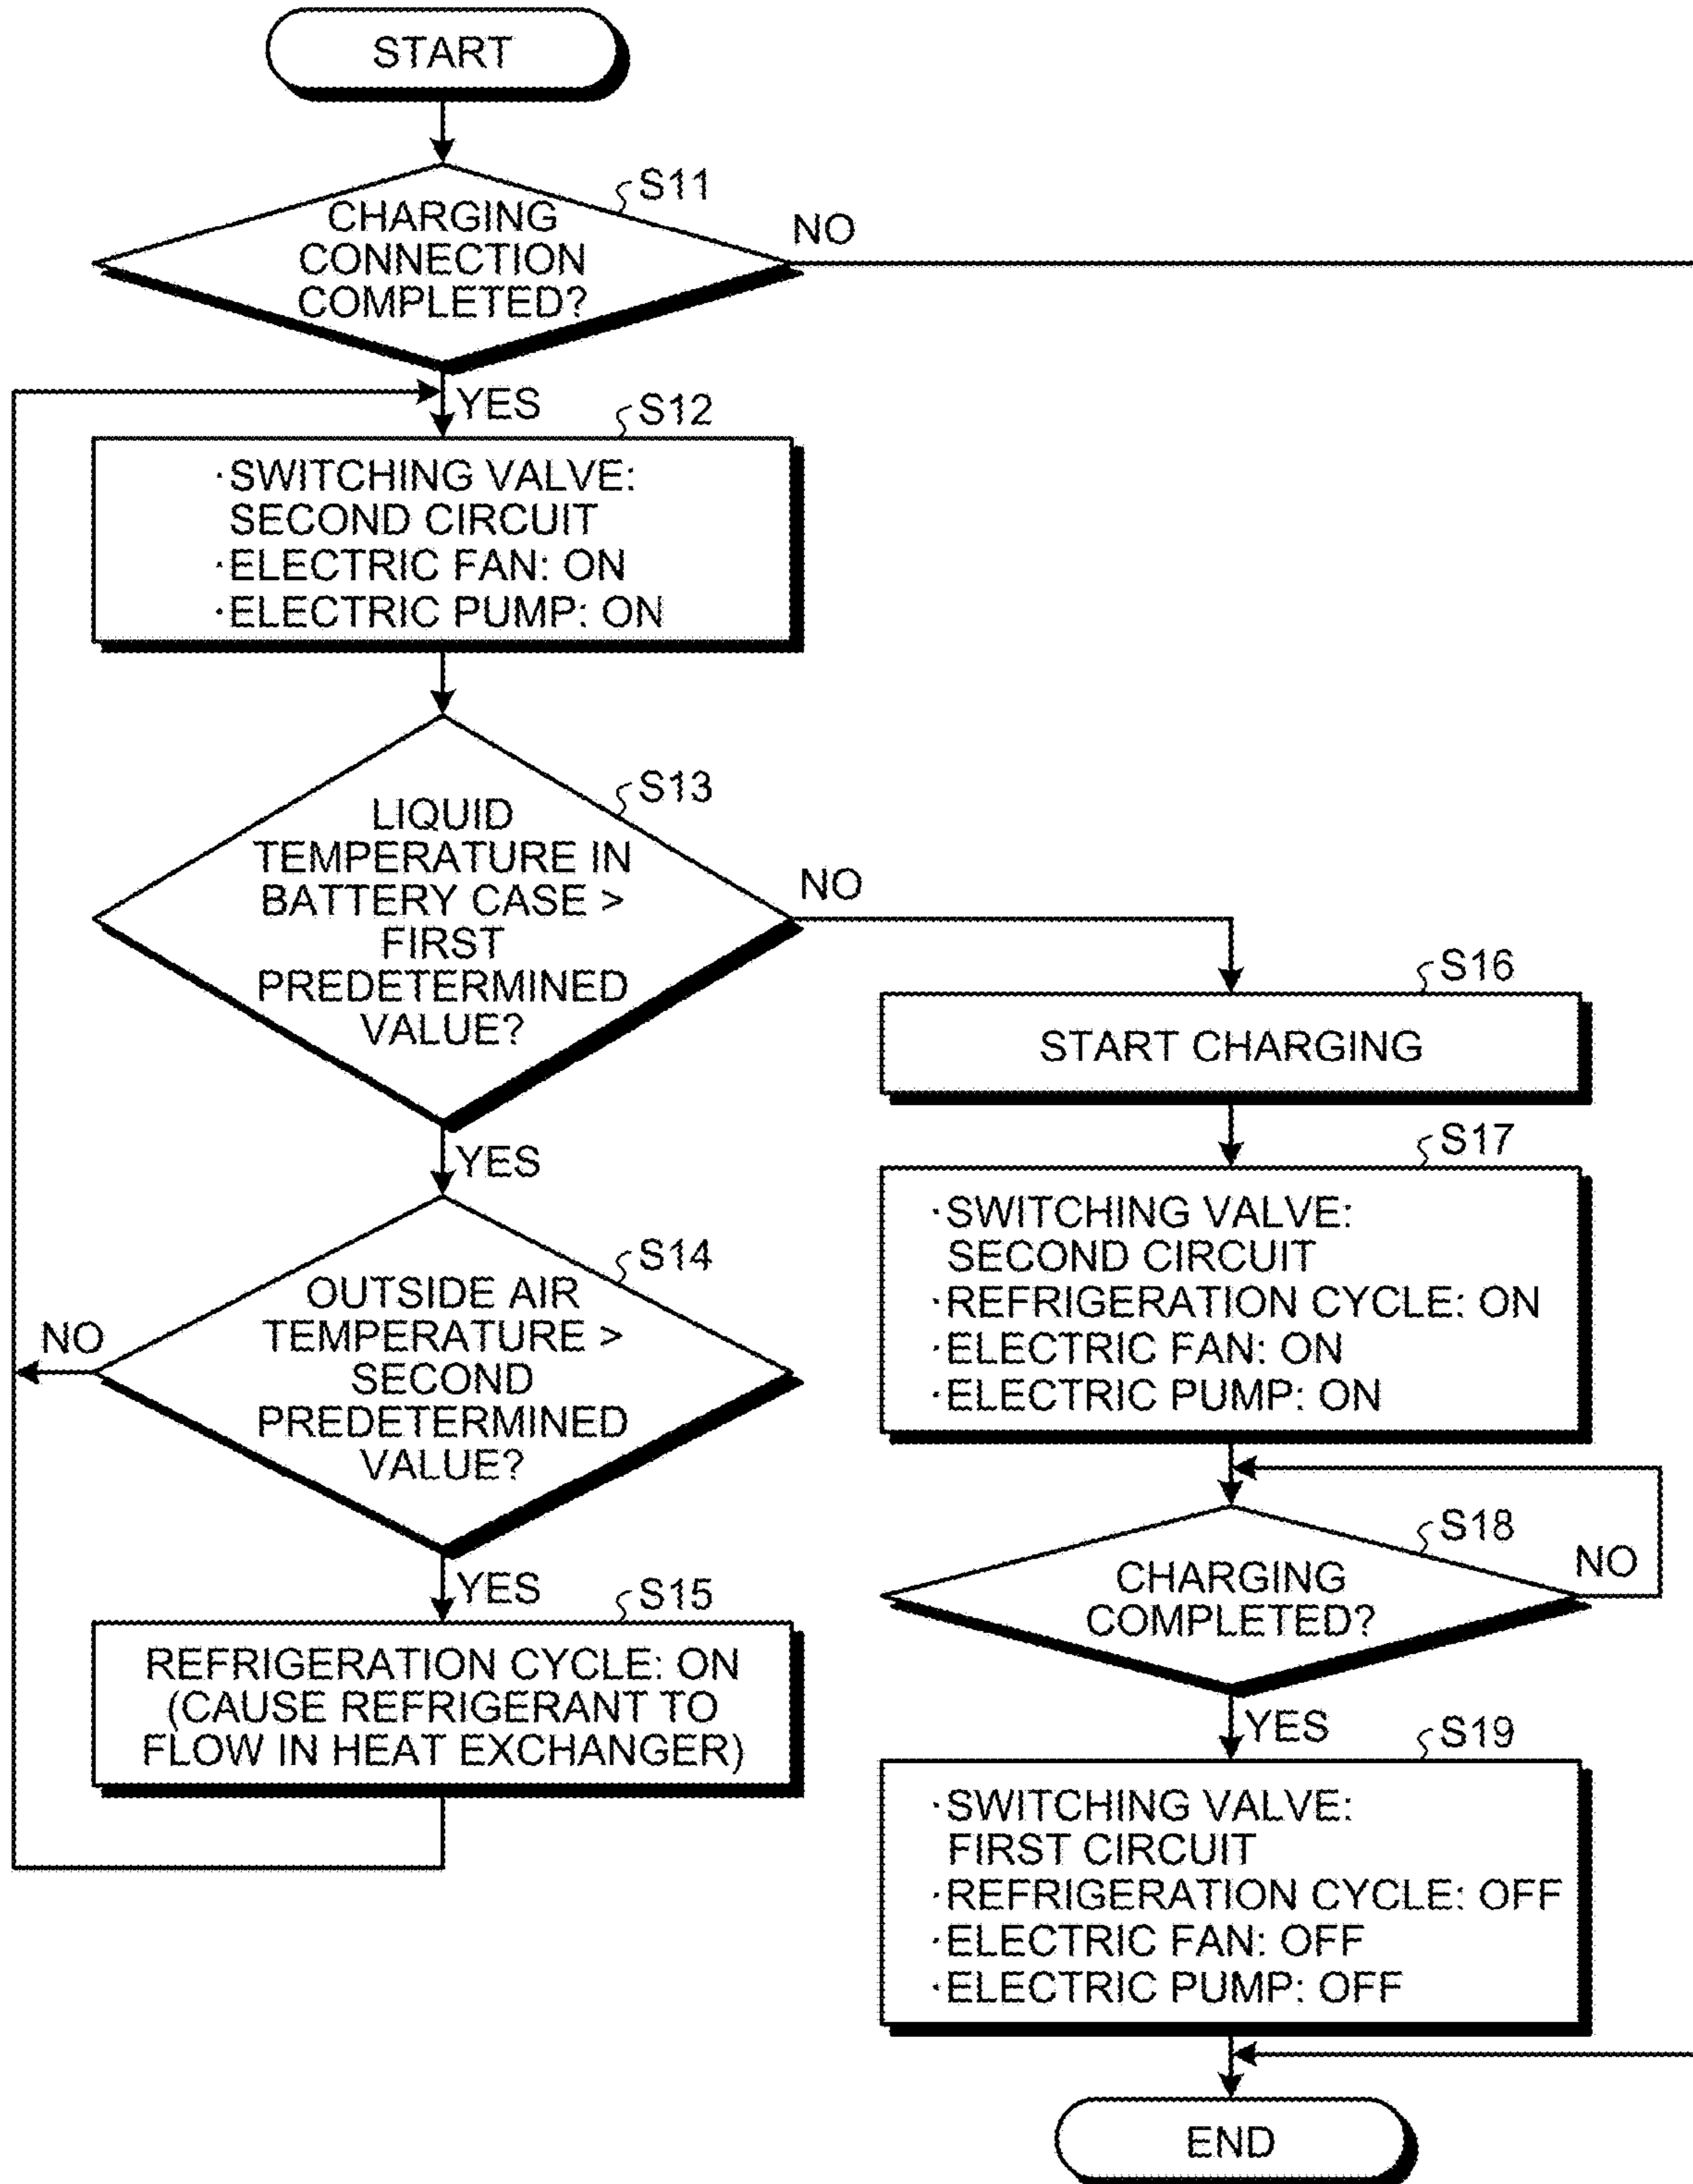 START
S11
CHARGING
CONNECTION
COMPLETED?
NO
YES
S12
·SWITCHING VALVE:
SECOND CIRCUIT
·ELECTRIC FAN: ON
·ELECTRIC PUMP: ON
S13
LIQUID
TEMPERATURE IN
BATTERY CASE >
FIRST
PREDETERMINED
VALUE?
NO
YES
S14
OUTSIDE AIR
TEMPERATURE >
SECOND
PREDETERMINED
VALUE?
NO
YES
S15
REFRIGERATION CYCLE: ON
(CAUSE REFRIGERANT TO
FLOW IN HEAT EXCHANGER)
S16
START CHARGING
S17
·SWITCHING VALVE:
SECOND CIRCUIT
·REFRIGERATION CYCLE: ON
·ELECTRIC FAN: ON
·ELECTRIC PUMP: ON
S18
CHARGING
COMPLETED?
NO
YES
S19
·SWITCHING VALVE:
FIRST CIRCUIT
·REFRIGERATION CYCLE: OFF
·ELECTRIC FAN: OFF
·ELECTRIC PUMP: OFF
END